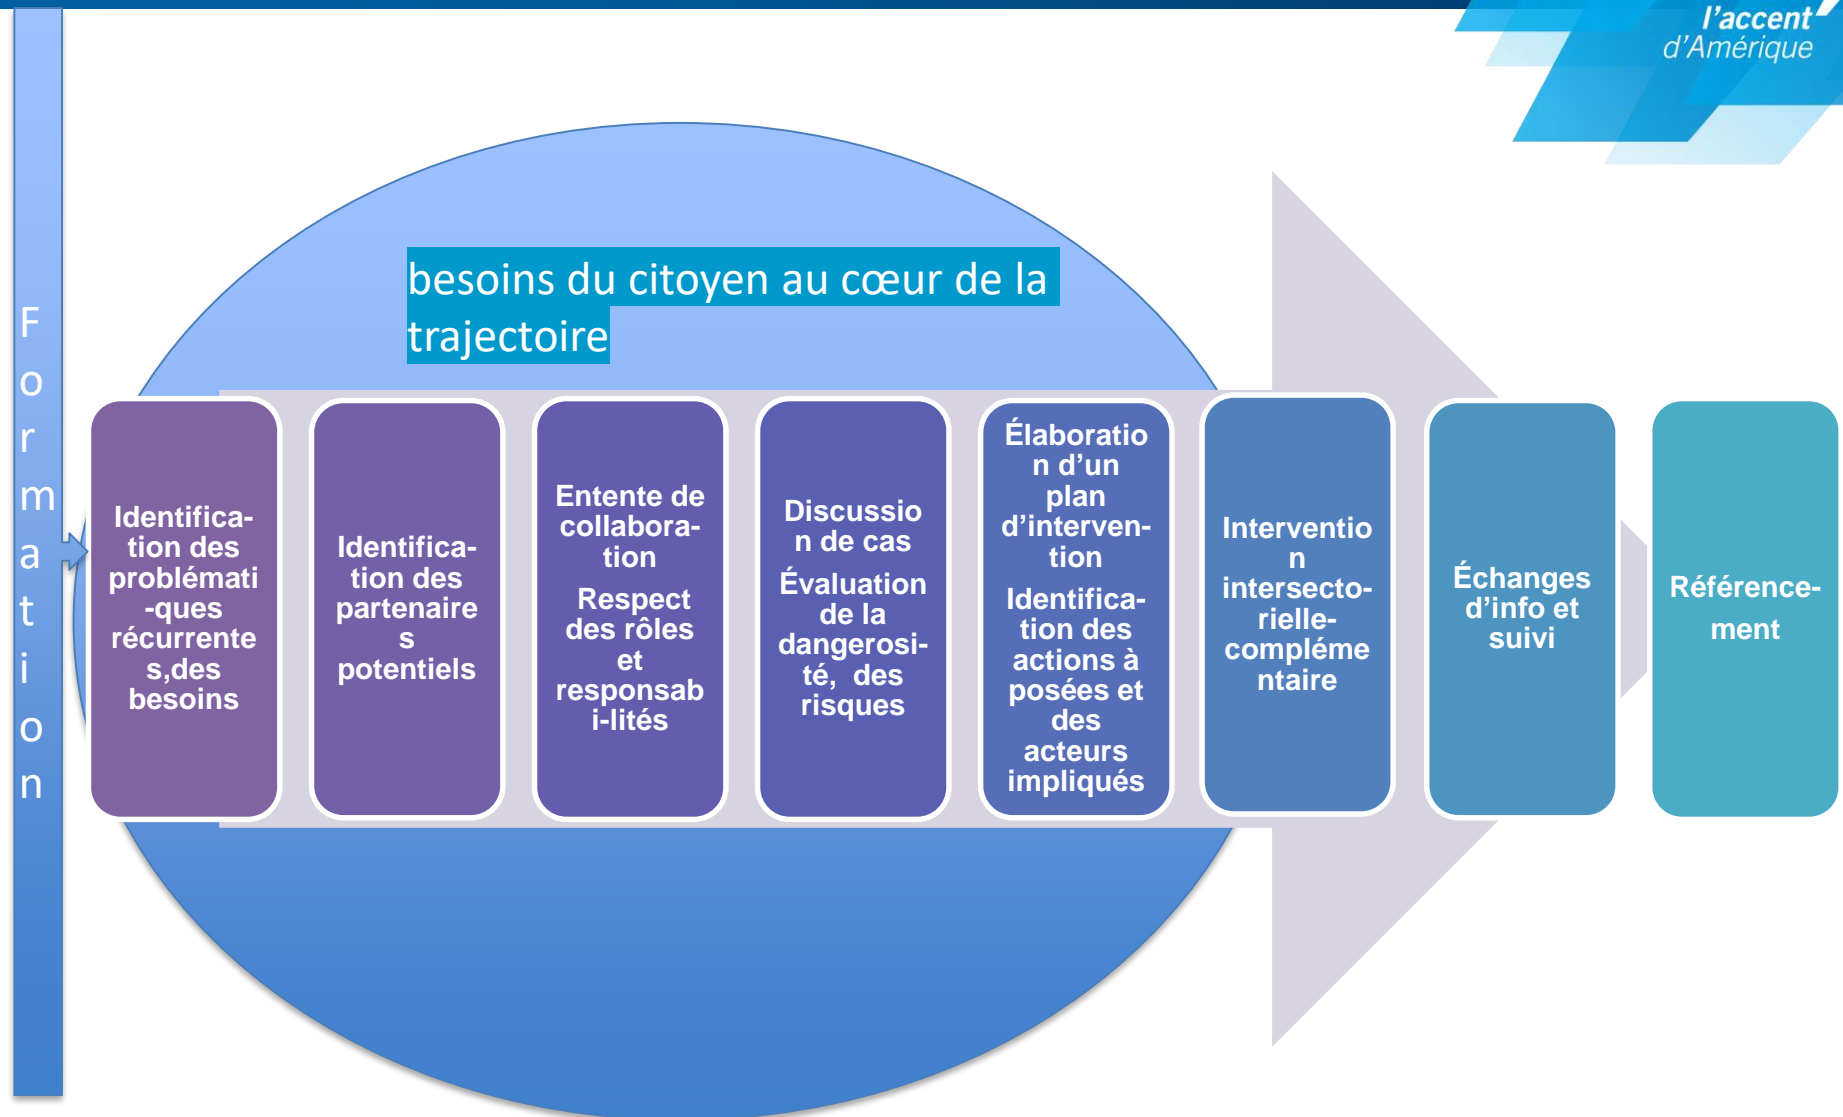 l’accent
d’Amérique
besoins du citoyen au cœur de la
trajectoire
F
o
r
m
a
t
i
o
n
Identifica-
tion des
problémati
-ques
récurrente
s,des
besoins
Identifica-
tion des
partenaire
s
potentiels
Entente de
collabora-
tion
Respect
des rôles
et
responsab
i-lités
Discussio
n de cas
Évaluation
de la
dangerosi-
té,  des
risques
Élaboratio
n d’un
plan
d’interven-
tion
Identifica-
tion des
actions à
posées et
des
acteurs
impliqués
Interventio
n
intersecto-
rielle-
compléme
ntaire
Échanges
d’info et
suivi
Référence-
ment